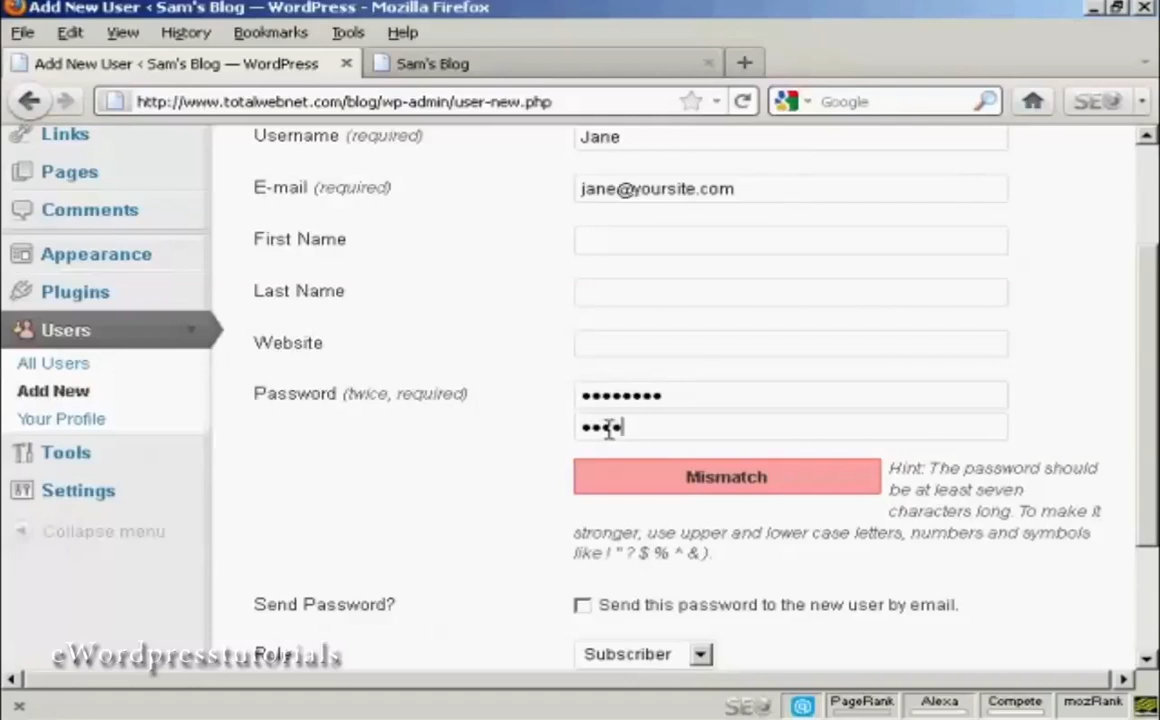 Add New User ‹ Sam's Blog — WordPress - Mozilla Firefox
File Edit View History Bookmarks Tools Help
Add New User ‹ Sam's Blog — WordPress
Sam's Blog
http://www.totalwebnet.com/blog/wp-admin/user-new.php
Google
Links
Pages
Comments
Appearance
Plugins
Users
All Users
Add New
Your Profile
Tools
Settings
Collapse menu
Username (required)
Jane
E-mail (required)
jane@yoursite.com
First Name
Last Name
Website
Password (twice, required)
Mismatch
Hint: The password should
be at least seven
characters long. To make it
stronger, use upper and lower case letters, numbers and symbols
like ! " ? $ % ^ & ).
Send Password?
Send this password to the new user by email.
Role
Subscriber
eWordpresstutorials
PageRank
Alexa
Compete
mozRank